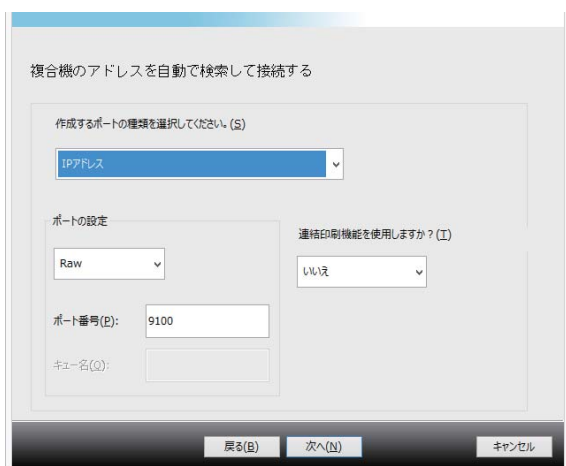 複合機のアドレスを自動で検索して接続する
作成するポートの種類を選択してください。(S)
IPアドレス
ポートの設定
連結印刷機能を使用しますか？(T)
Raw
いいえ
ポート番号(P):
9100
キュー名(Q):
戻る(B)
次へ(N)
キャンセル